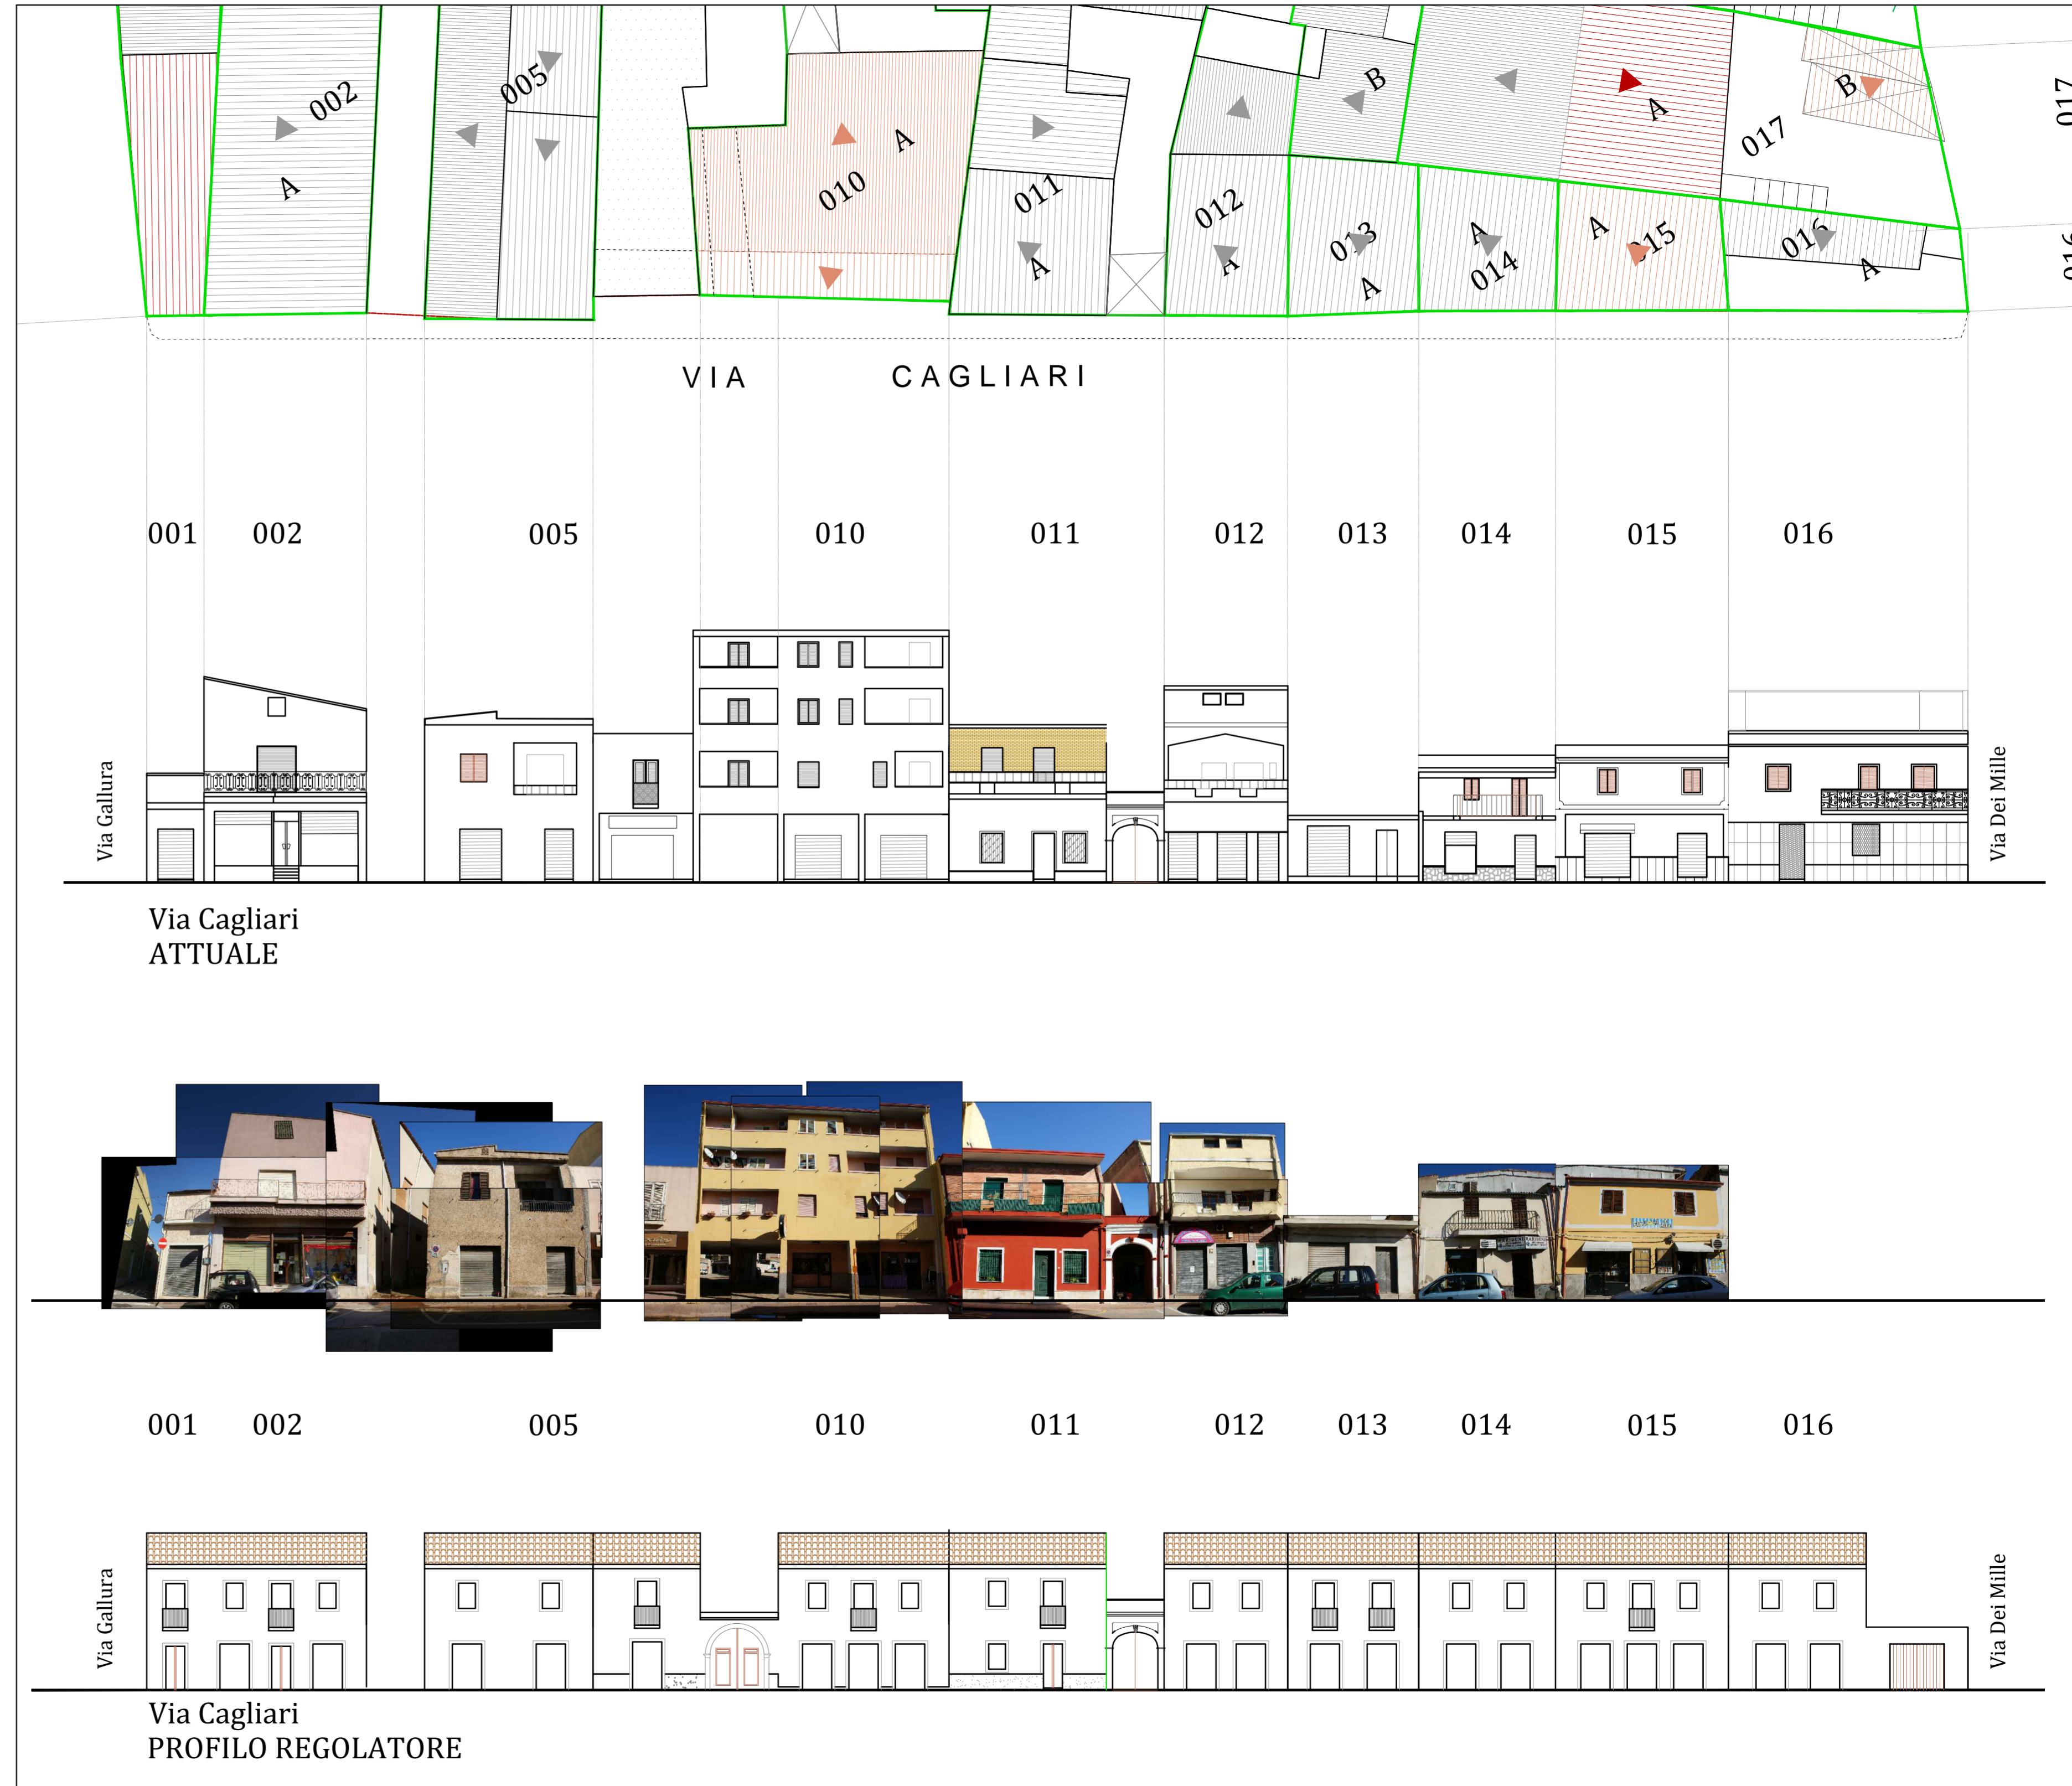 002
A
005
A
010
011
A
012
A
B
013
A
A
014
A
A
015
017
B
016
A
017
016
VIA CAGLIARI
001 002 005 010 011 012 013 014 015 016
Via Gallura
Via Dei Mille
Via Cagliari
ATTUALE
001 002 005 010 011 012 013 014 015 016
Via Gallura
Via Dei Mille
Via Cagliari
PROFILO REGOLATORE